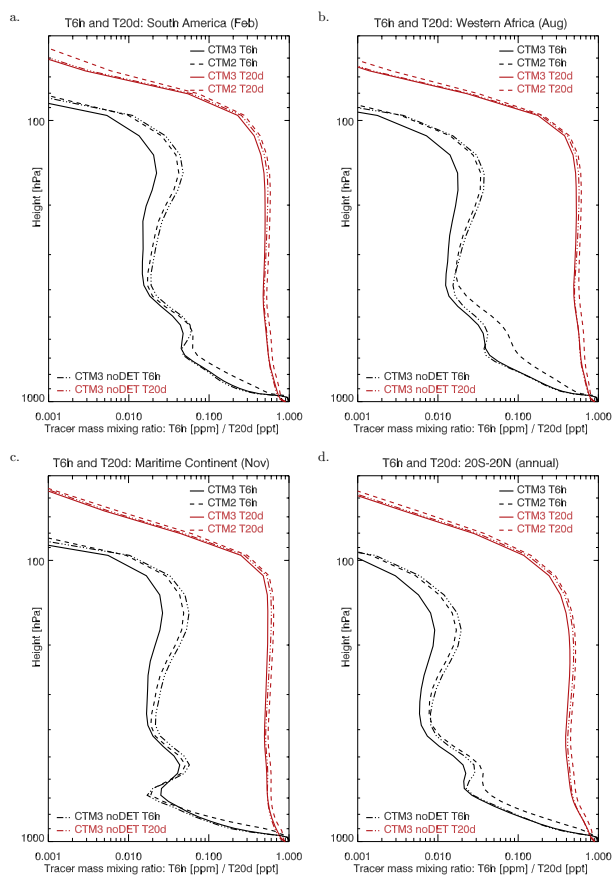 a.
T6h and T20d: South America (Feb)
CTM3 T6h
CTM2 T6h
CTM3 T20d
CTM2 T20d
100
Height [hPa]
CTM3 noDET T6h
CTM3 noDET T20d
1000
0.001 0.010 0.100 1.000
Tracer mass mixing ratio: T6h [ppm] / T20d [ppt]
b.
T6h and T20d: Western Africa (Aug)
CTM3 T6h
CTM2 T6h
CTM3 T20d
CTM2 T20d
100
Height [hPa]
CTM3 noDET T6h
CTM3 noDET T20d
1000
0.001 0.010 0.100 1.000
Tracer mass mixing ratio: T6h [ppm] / T20d [ppt]
c.
T6h and T20d: Maritime Continent (Nov)
CTM3 T6h
CTM2 T6h
CTM3 T20d
CTM2 T20d
100
Height [hPa]
CTM3 noDET T6h
CTM3 noDET T20d
1000
0.001 0.010 0.100 1.000
Tracer mass mixing ratio: T6h [ppm] / T20d [ppt]
d.
T6h and T20d: 20S-20N (annual)
CTM3 T6h
CTM2 T6h
CTM3 T20d
CTM2 T20d
100
Height [hPa]
CTM3 noDET T6h
CTM3 noDET T20d
1000
0.001 0.010 0.100 1.000
Tracer mass mixing ratio: T6h [ppm] / T20d [ppt]